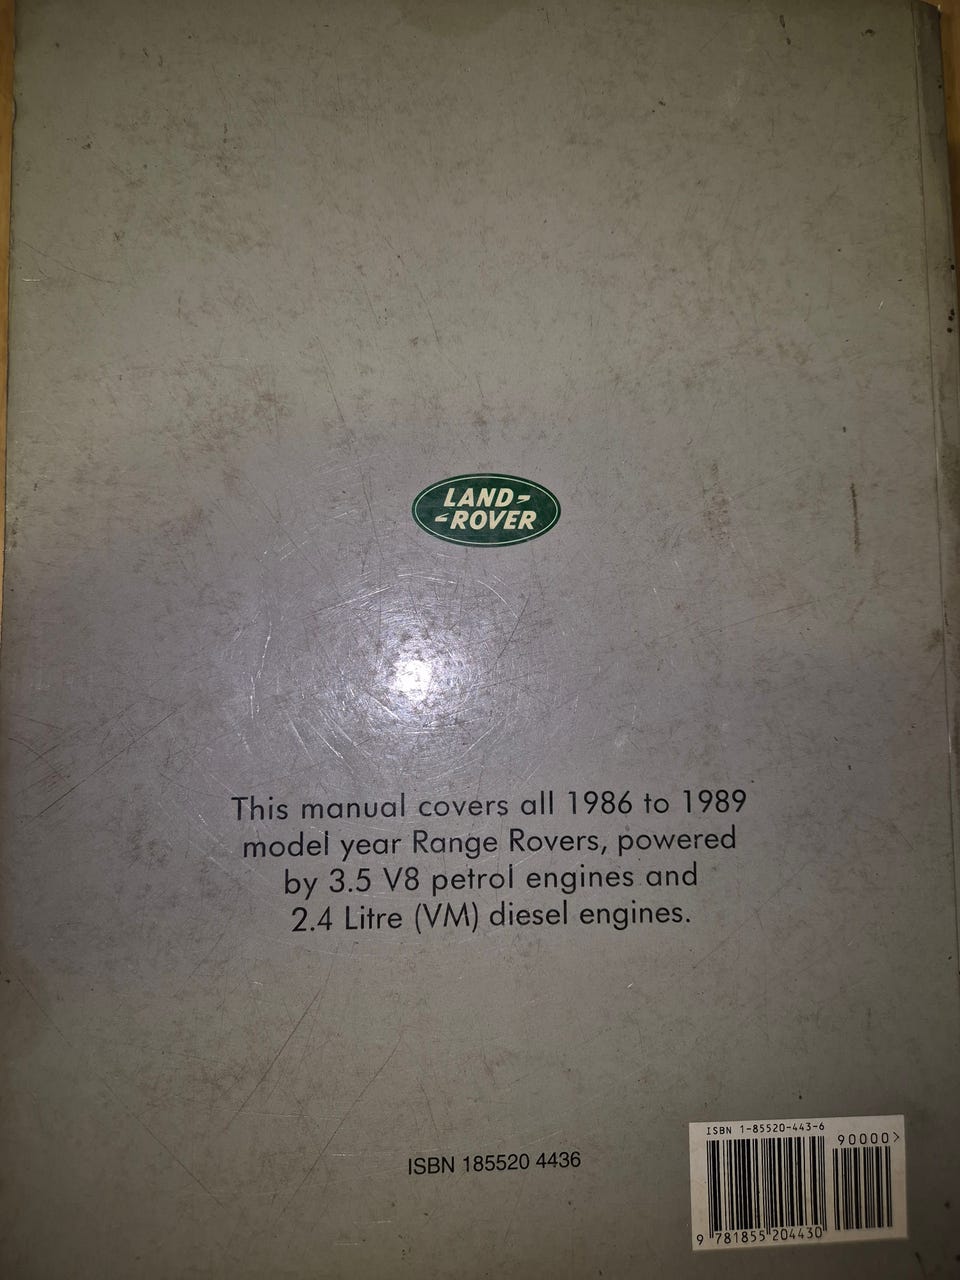 LAND-
-ROVER
This manual covers all 1986 to 1989
model year Range Rovers, powered
by 3.5 V8 petrol engines and
2.4 Litre (VM) diesel engines.
ISBN 185520 4436
ISBN 1-85520-443-6
90000>
9 781855 204430